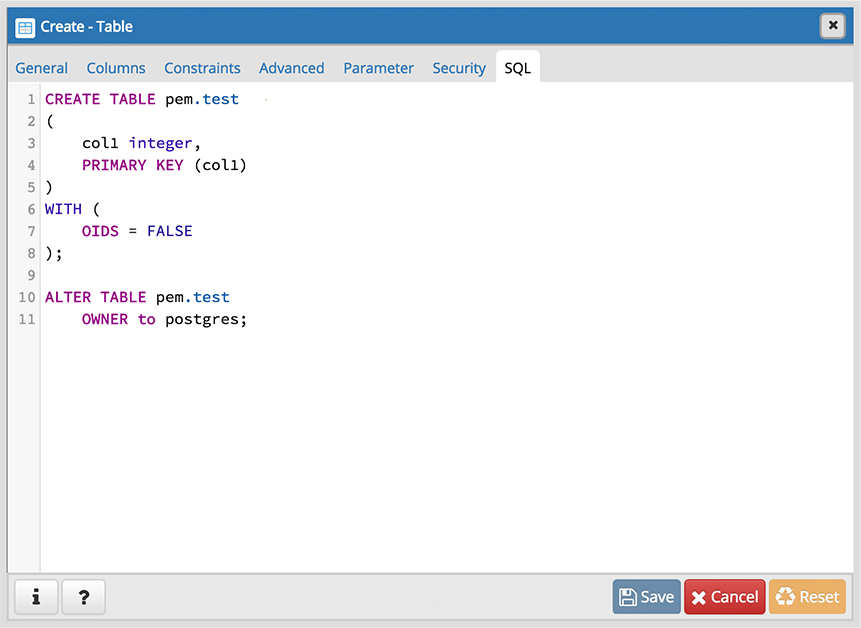 Create - Table
General Columns Constraints Advanced Parameter Security SQL
1 CREATE TABLE pem.test
2 (
3     col1 integer,
4     PRIMARY KEY (col1)
5 )
6 WITH (
7     OIDS = FALSE
8 );
9
10 ALTER TABLE pem.test
11     OWNER to postgres;
i ? Save Cancel Reset